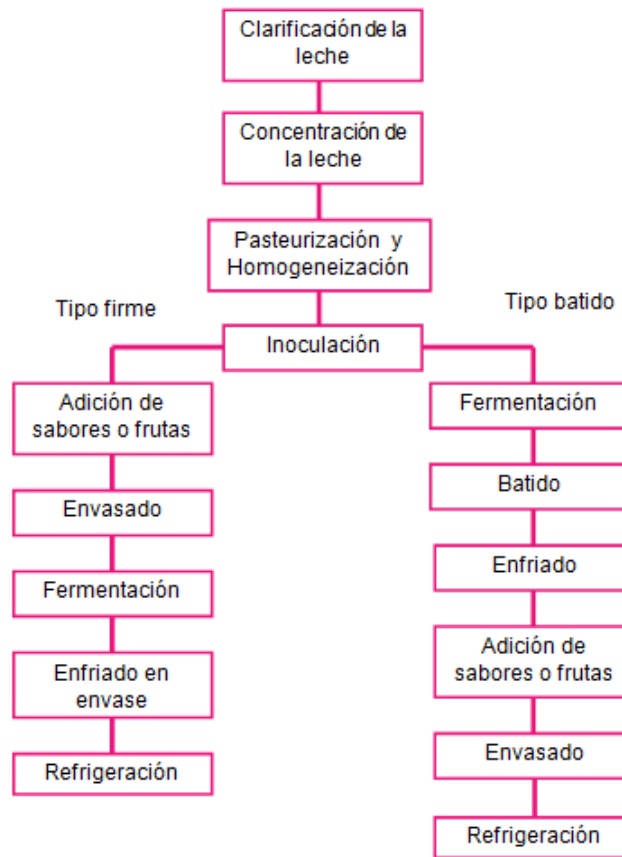 Clarificación de la
leche
Concentración de
la leche
Pasteurización y
Homogeneización
Tipo firme
Tipo batido
Inoculación
Adición de
sabores o frutas
Envasado
Fermentación
Enfriado en
envase
Refrigeración
Fermentación
Batido
Enfriado
Adición de
sabores o frutas
Envasado
Refrigeración